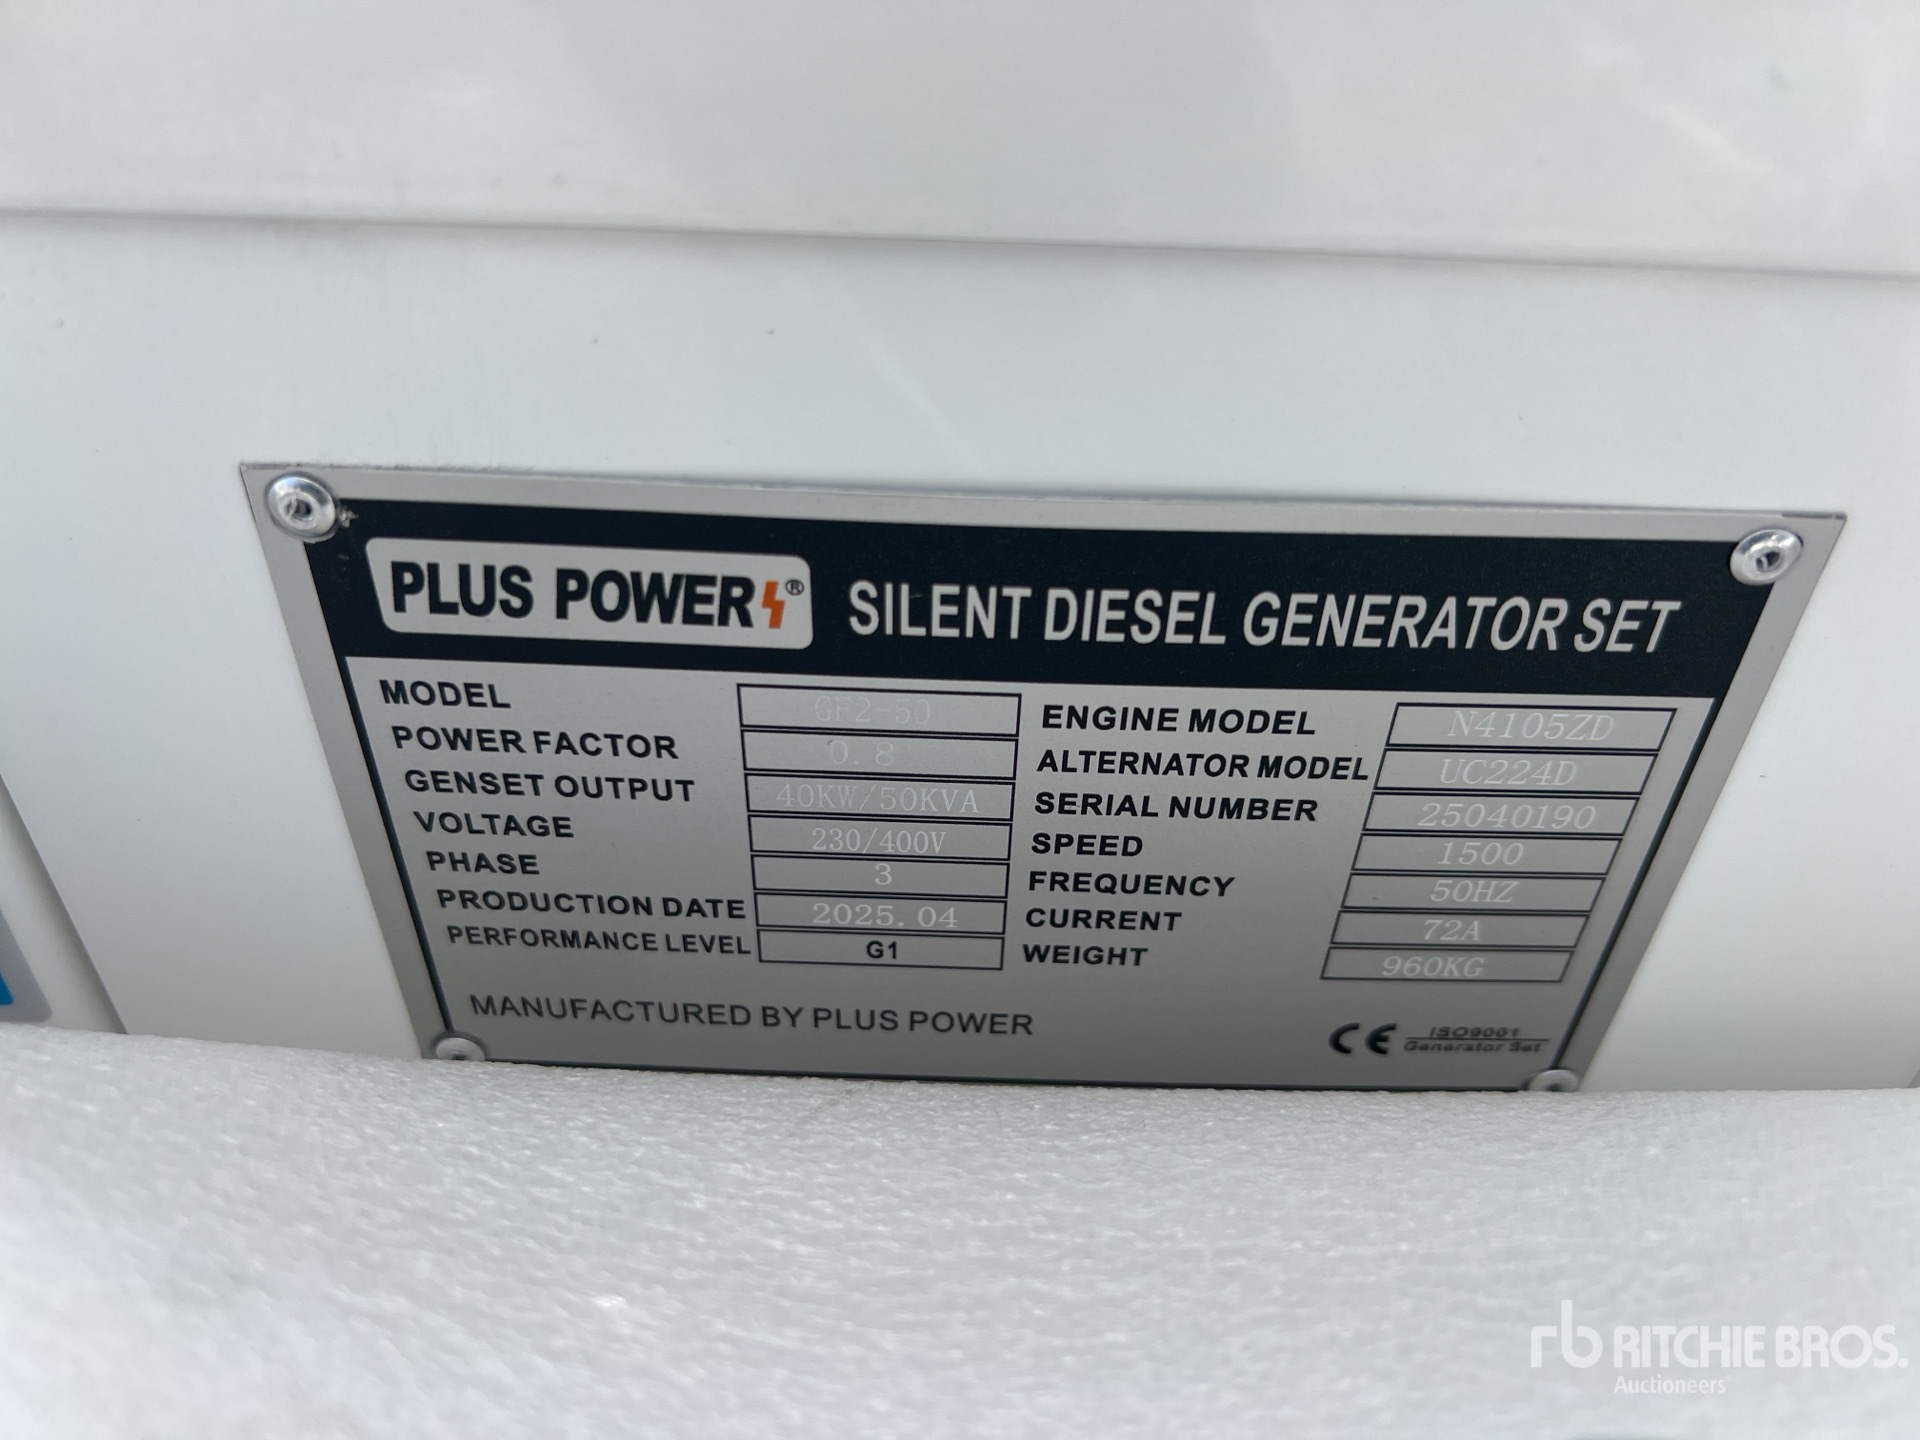 PLUS POWER® SILENT DIESEL GENERATOR SET
MODEL GF2-50
POWER FACTOR 0.8
GENSET OUTPUT 40KW/50KVA
VOLTAGE 230/400V
PHASE 3
PRODUCTION DATE 2025.04
PERFORMANCE LEVEL G1
ENGINE MODEL N4105ZD
ALTERNATOR MODEL UC224D
SERIAL NUMBER 25040190
SPEED 1500
FREQUENCY 50HZ
CURRENT 72A
WEIGHT 960KG
MANUFACTURED BY PLUS POWER
CE ISO9001
Generator Set
rb RITCHIE BROS.
Auctioneers